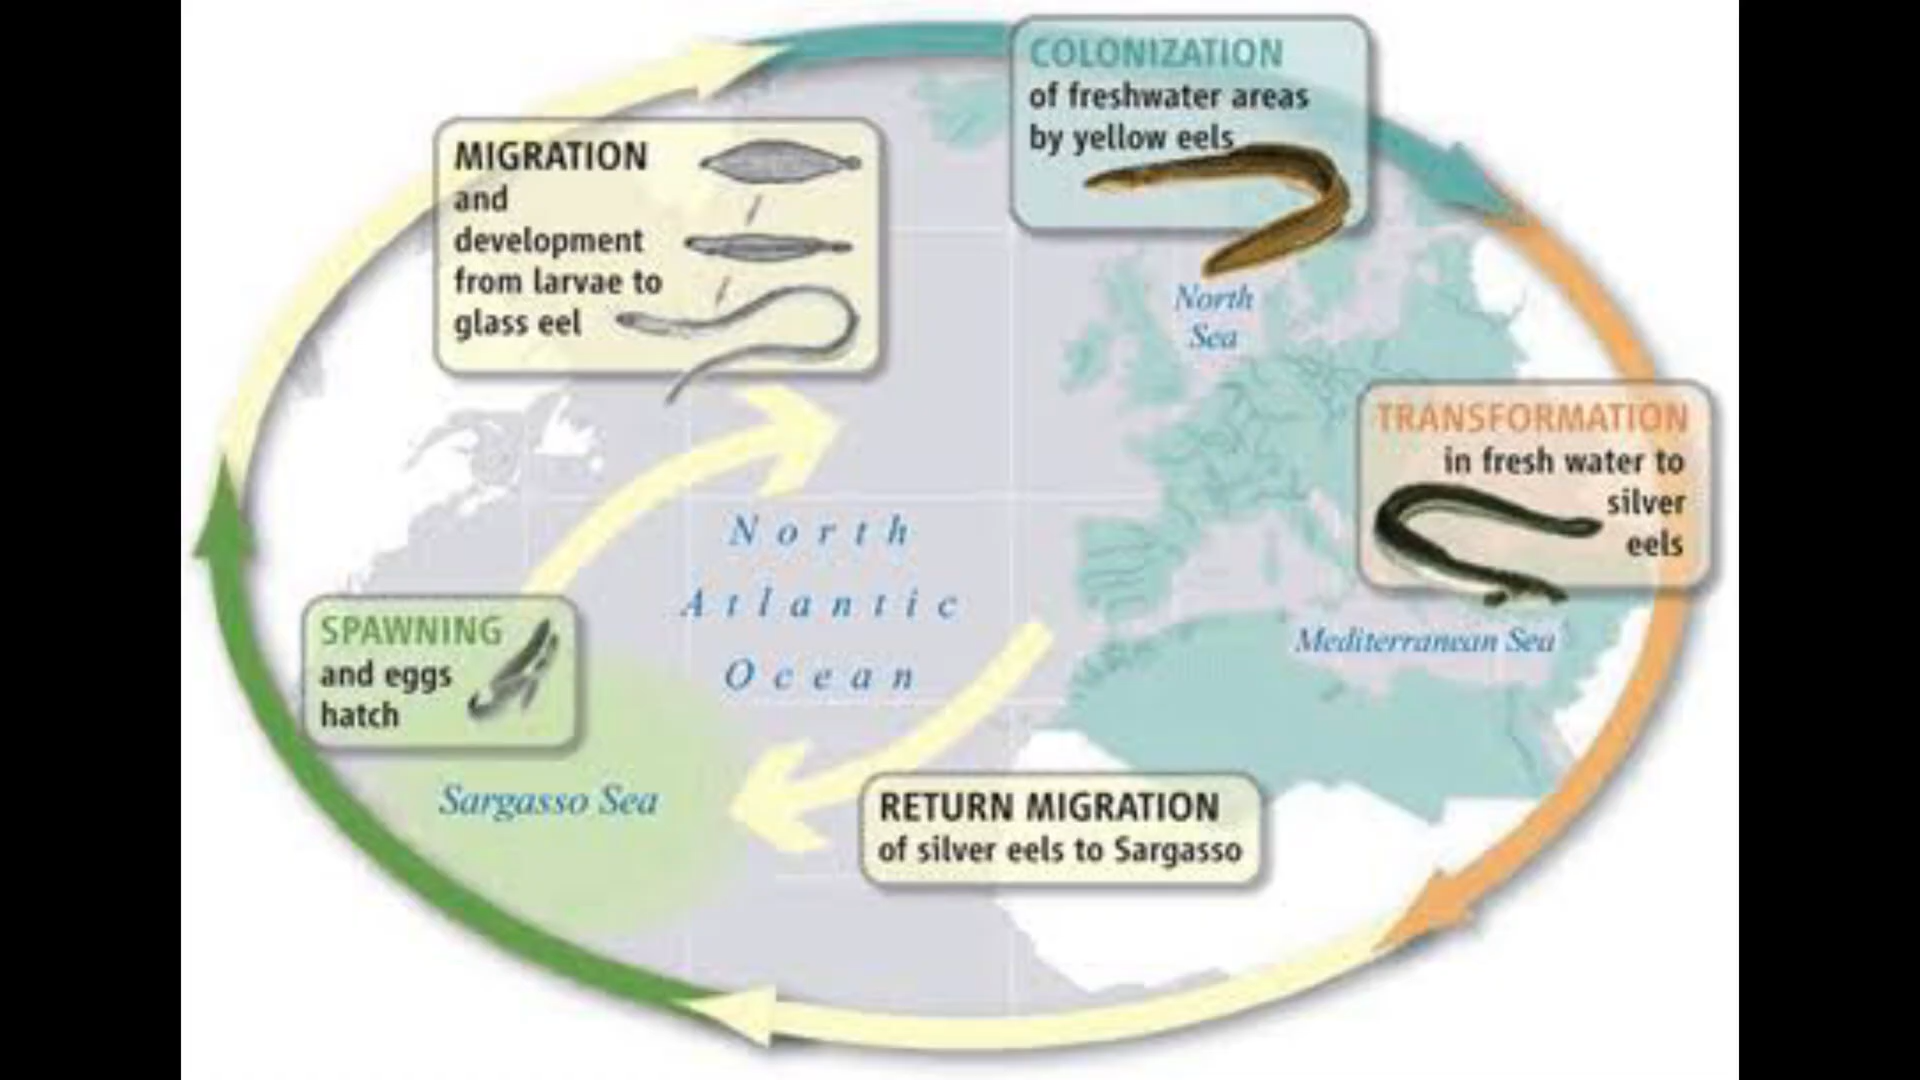 COLONIZATION
of freshwater areas
by yellow eels
MIGRATION
and
development
from larvae to
glass eel
North
Sea
TRANSFORMATION
in fresh water to
silver
eels
North
Atlantic
Ocean
SPAWNING
and eggs
hatch
Mediterranean Sea
Sargasso Sea
RETURN MIGRATION
of silver eels to Sargasso